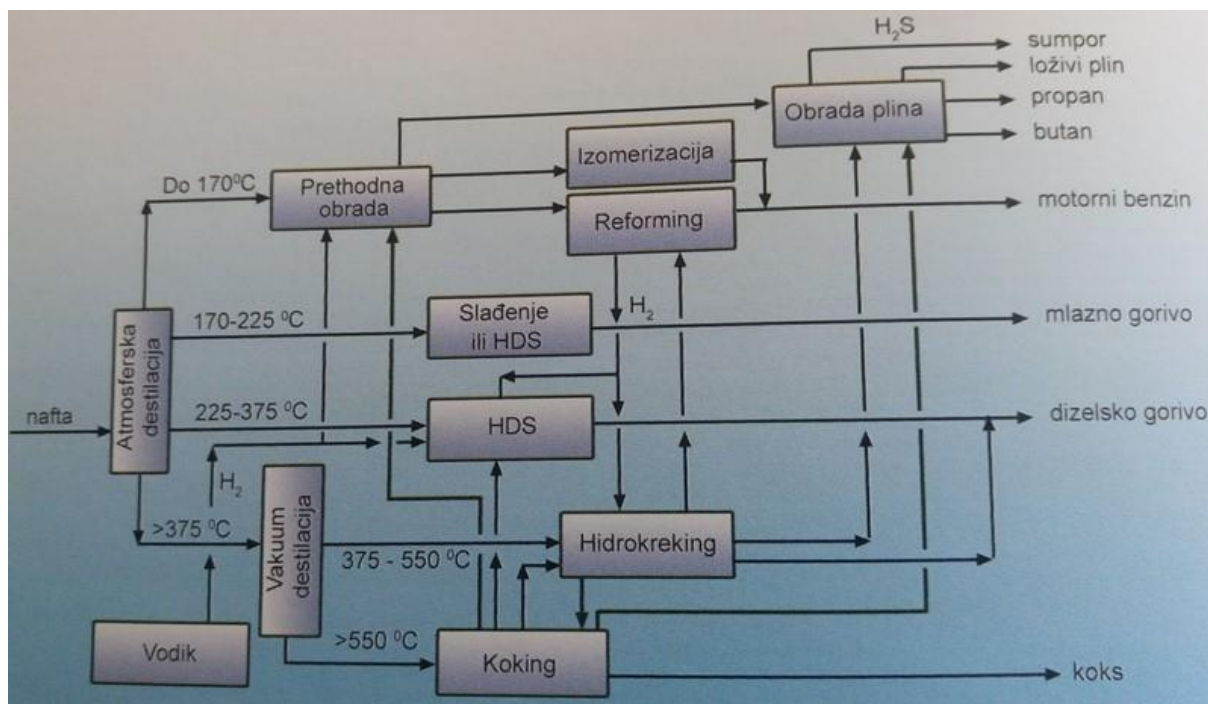 H₂S
sumpor
loživi plin
propan
butan
Obrada plina
Izomerizacija
Do 170⁰C
Prethodna
obrada
Reforming
motorni benzin
H₂
170-225 ⁰C
Slađenje
ili HDS
mlazno gorivo
Atmosferska
destilacija
nafta
225-375 ⁰C
HDS
dizelsko gorivo
H₂
>375 ⁰C
Vakuum
destilacija
375 - 550 ⁰C
Hidrokreking
Vodik
>550 ⁰C
Koking
koks